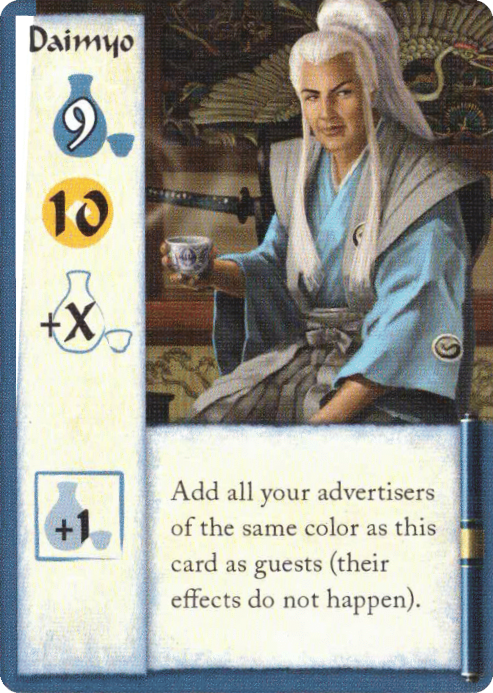 Daimyo
9
10
+X
+1
Add all your advertisers
of the same color as this
card as guests (their
effects do not happen).